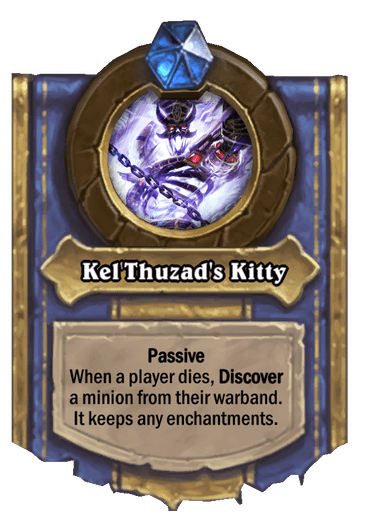 Kel'Thuzad's Kitty
Passive
When a player dies, Discover
a minion from their warband.
It keeps any enchantments.